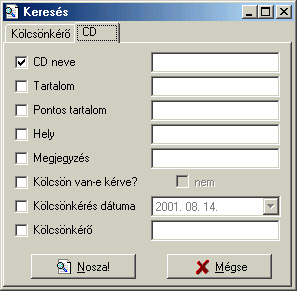 Keresés
Kölcsönkérő CD
CD neve
Tartalom
Pontos tartalom
Hely
Megjegyzés
Kölcsön van-e kérve? nem
Kölcsönkérés dátuma 2001. 08. 14.
Kölcsönkérő
Nosza! Mégse